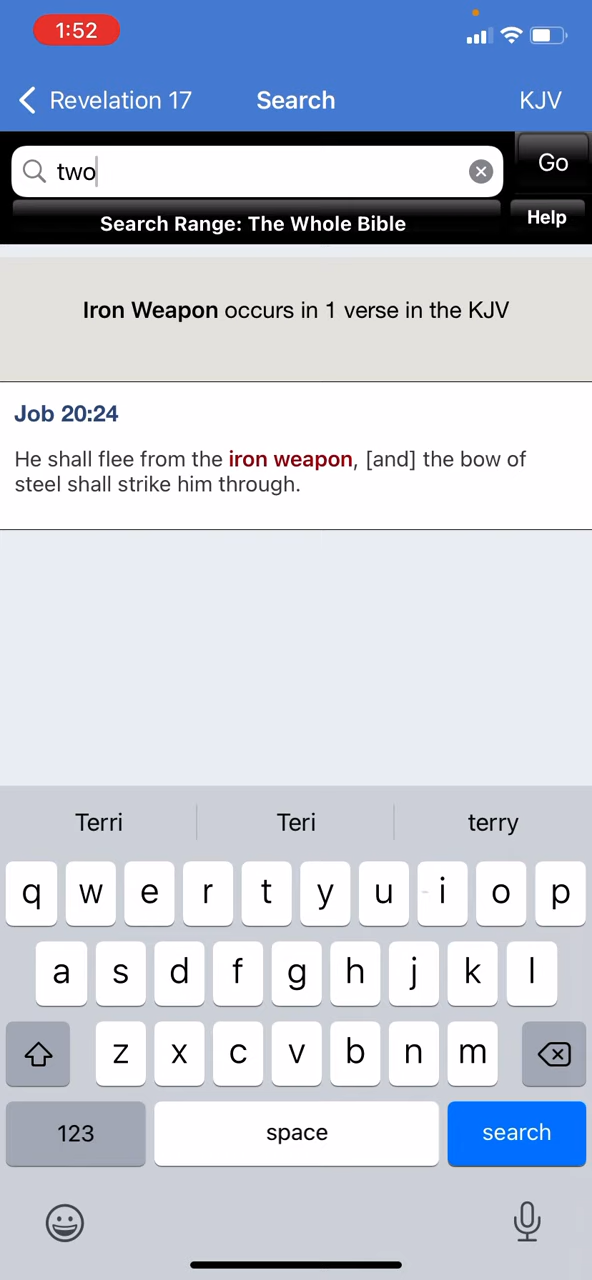 1:52
Revelation 17 Search KJV
two Go
Search Range: The Whole Bible Help
Iron Weapon occurs in 1 verse in the KJV
Job 20:24
He shall flee from the iron weapon, [and] the bow of
steel shall strike him through.
Terri Teri terry
q w e r t y u i o p
a s d f g h j k l
z x c v b n m
123 space search